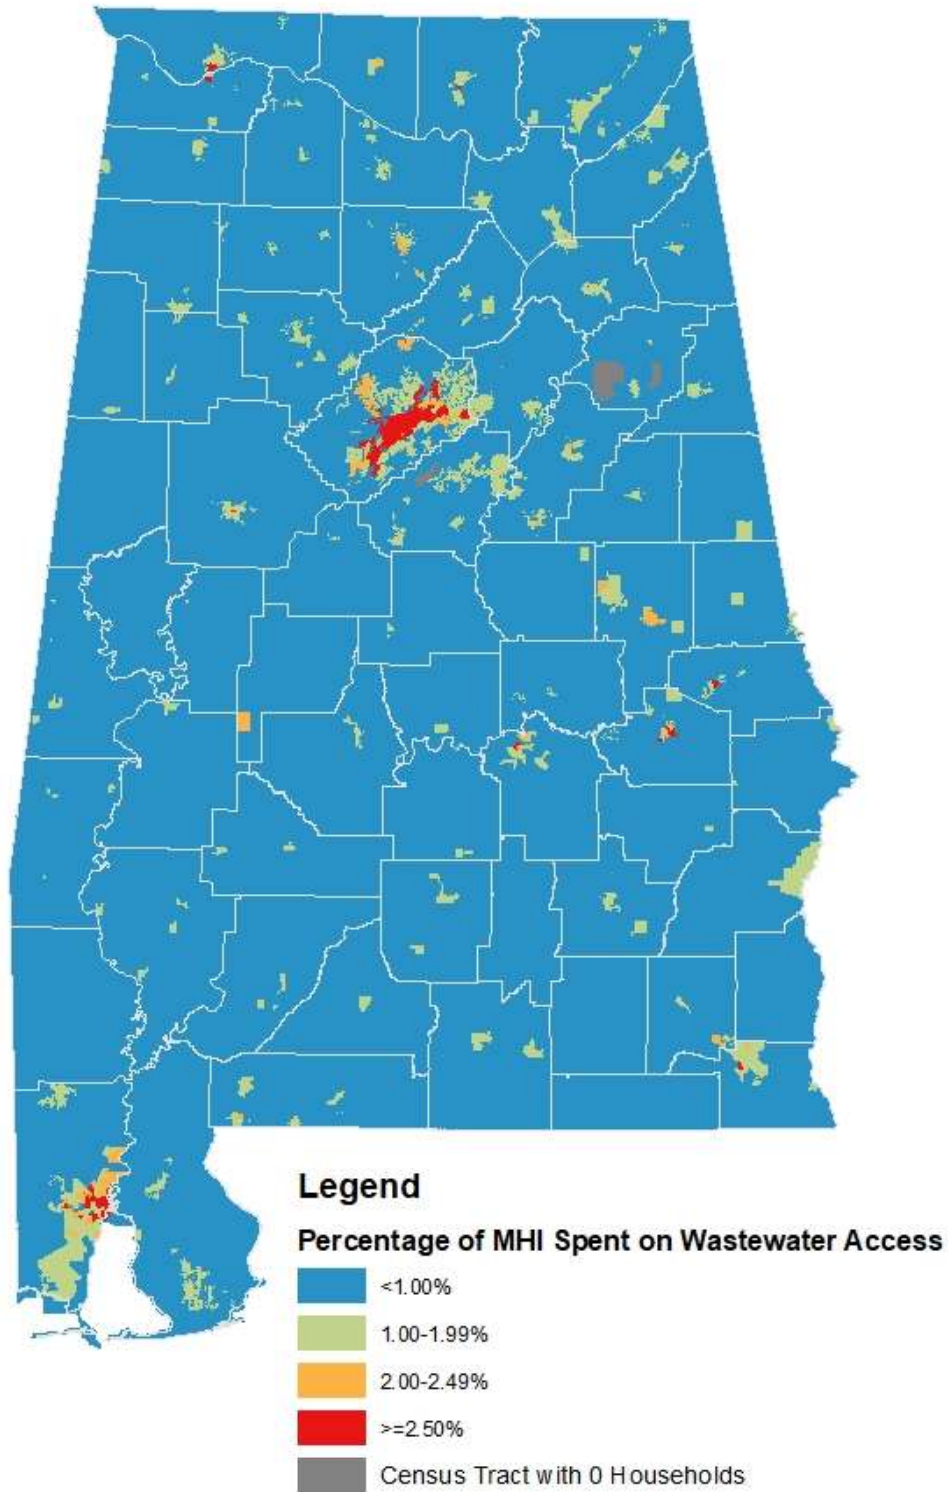 Legend
Percentage of MHI Spent on Wastewater Access
<1.00%
1.00-1.99%
2.00-2.49%
>=2.50%
Census Tract with 0 Households